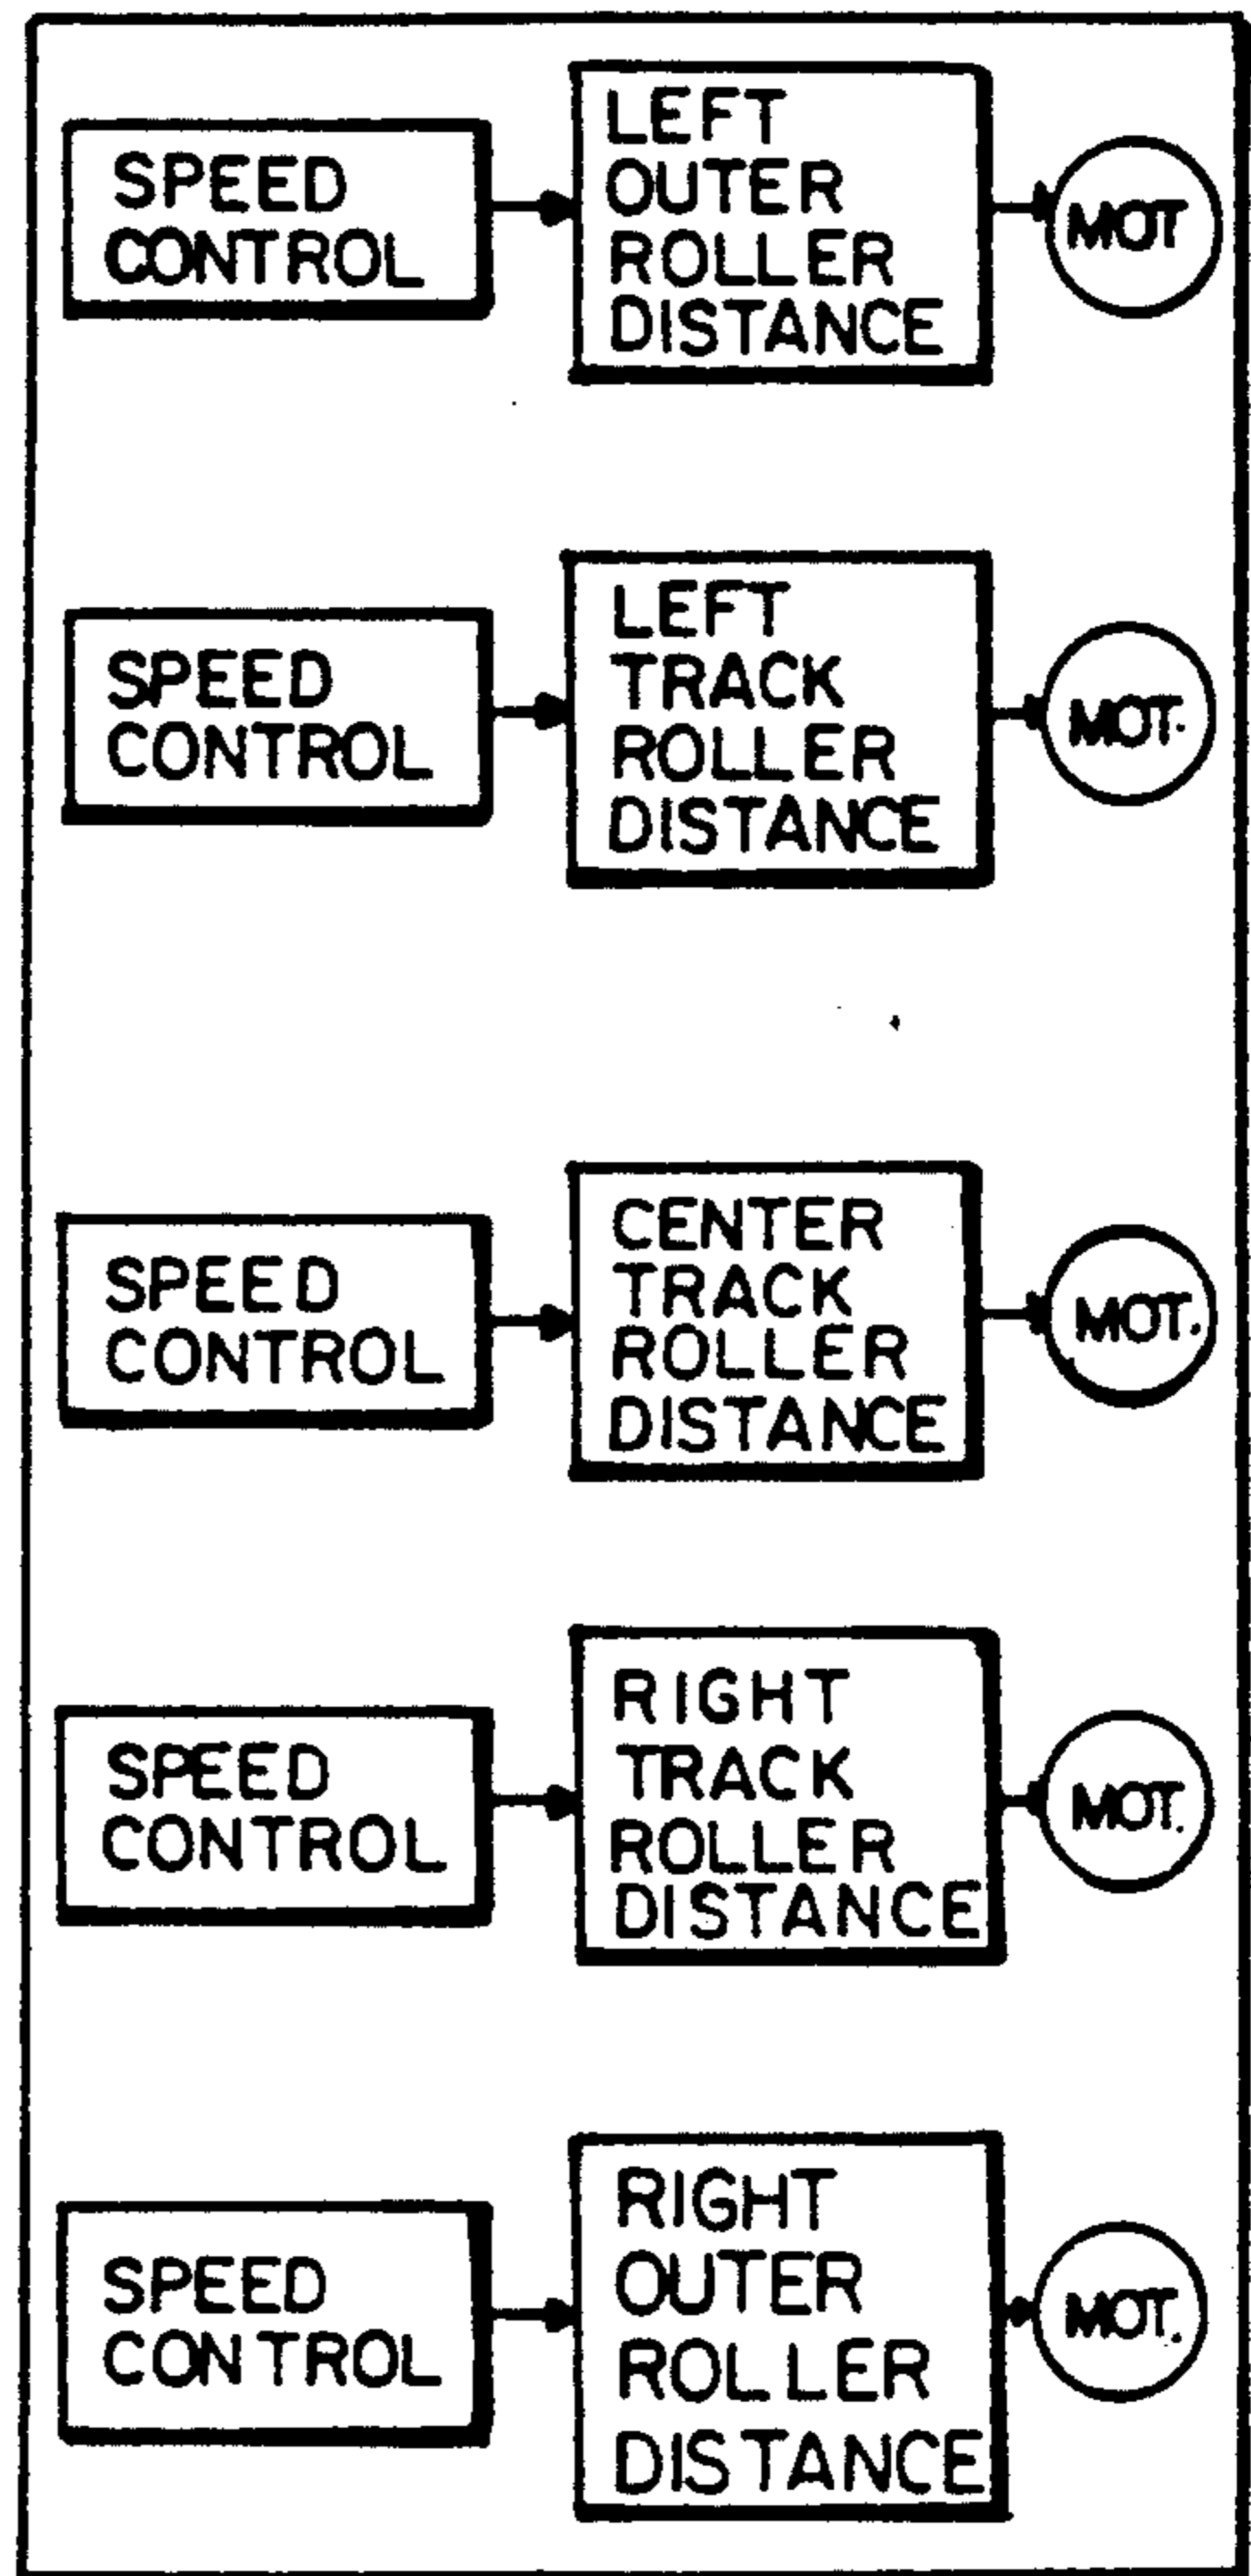 SPEED
CONTROL
LEFT
OUTER
ROLLER
DISTANCE
MOT
SPEED
CONTROL
LEFT
TRACK
ROLLER
DISTANCE
MOT.
SPEED
CONTROL
CENTER
TRACK
ROLLER
DISTANCE
MOT.
SPEED
CONTROL
RIGHT
TRACK
ROLLER
DISTANCE
MOT.
SPEED
CONTROL
RIGHT
OUTER
ROLLER
DISTANCE
MOT.